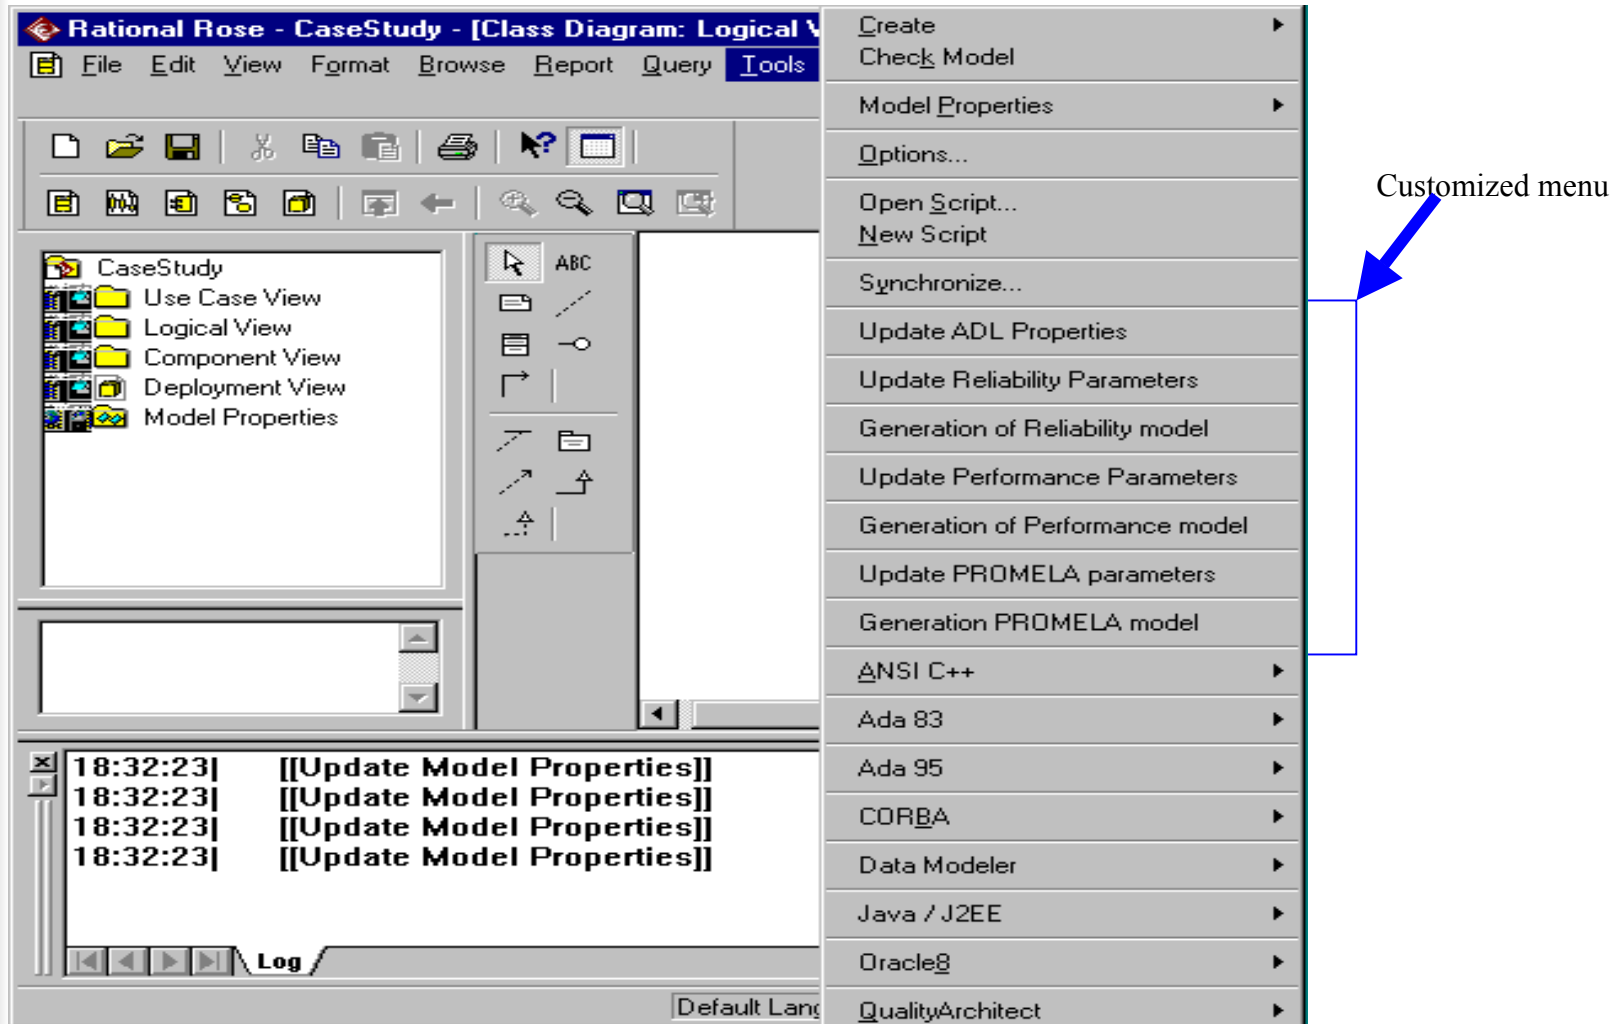 Rational Rose - CaseStudy - [Class Diagram: Logical V
File Edit View Format Browse Report Query Tools
ABC
CaseStudy
Use Case View
Logical View
Component View
Deployment View
Model Properties
18:32:23| [[Update Model Properties]]
18:32:23| [[Update Model Properties]]
18:32:23| [[Update Model Properties]]
18:32:23| [[Update Model Properties]]
Log
Default Lang
Create
Check Model
Model Properties
Options...
Open Script...
New Script
Synchronize...
Update ADL Properties
Update Reliability Parameters
Generation of Reliability model
Update Performance Parameters
Generation of Performance model
Update PROMELA parameters
Generation PROMELA model
ANSI C++
Ada 83
Ada 95
CORBA
Data Modeler
Java / J2EE
Oracle8
QualityArchitect
Customized menu